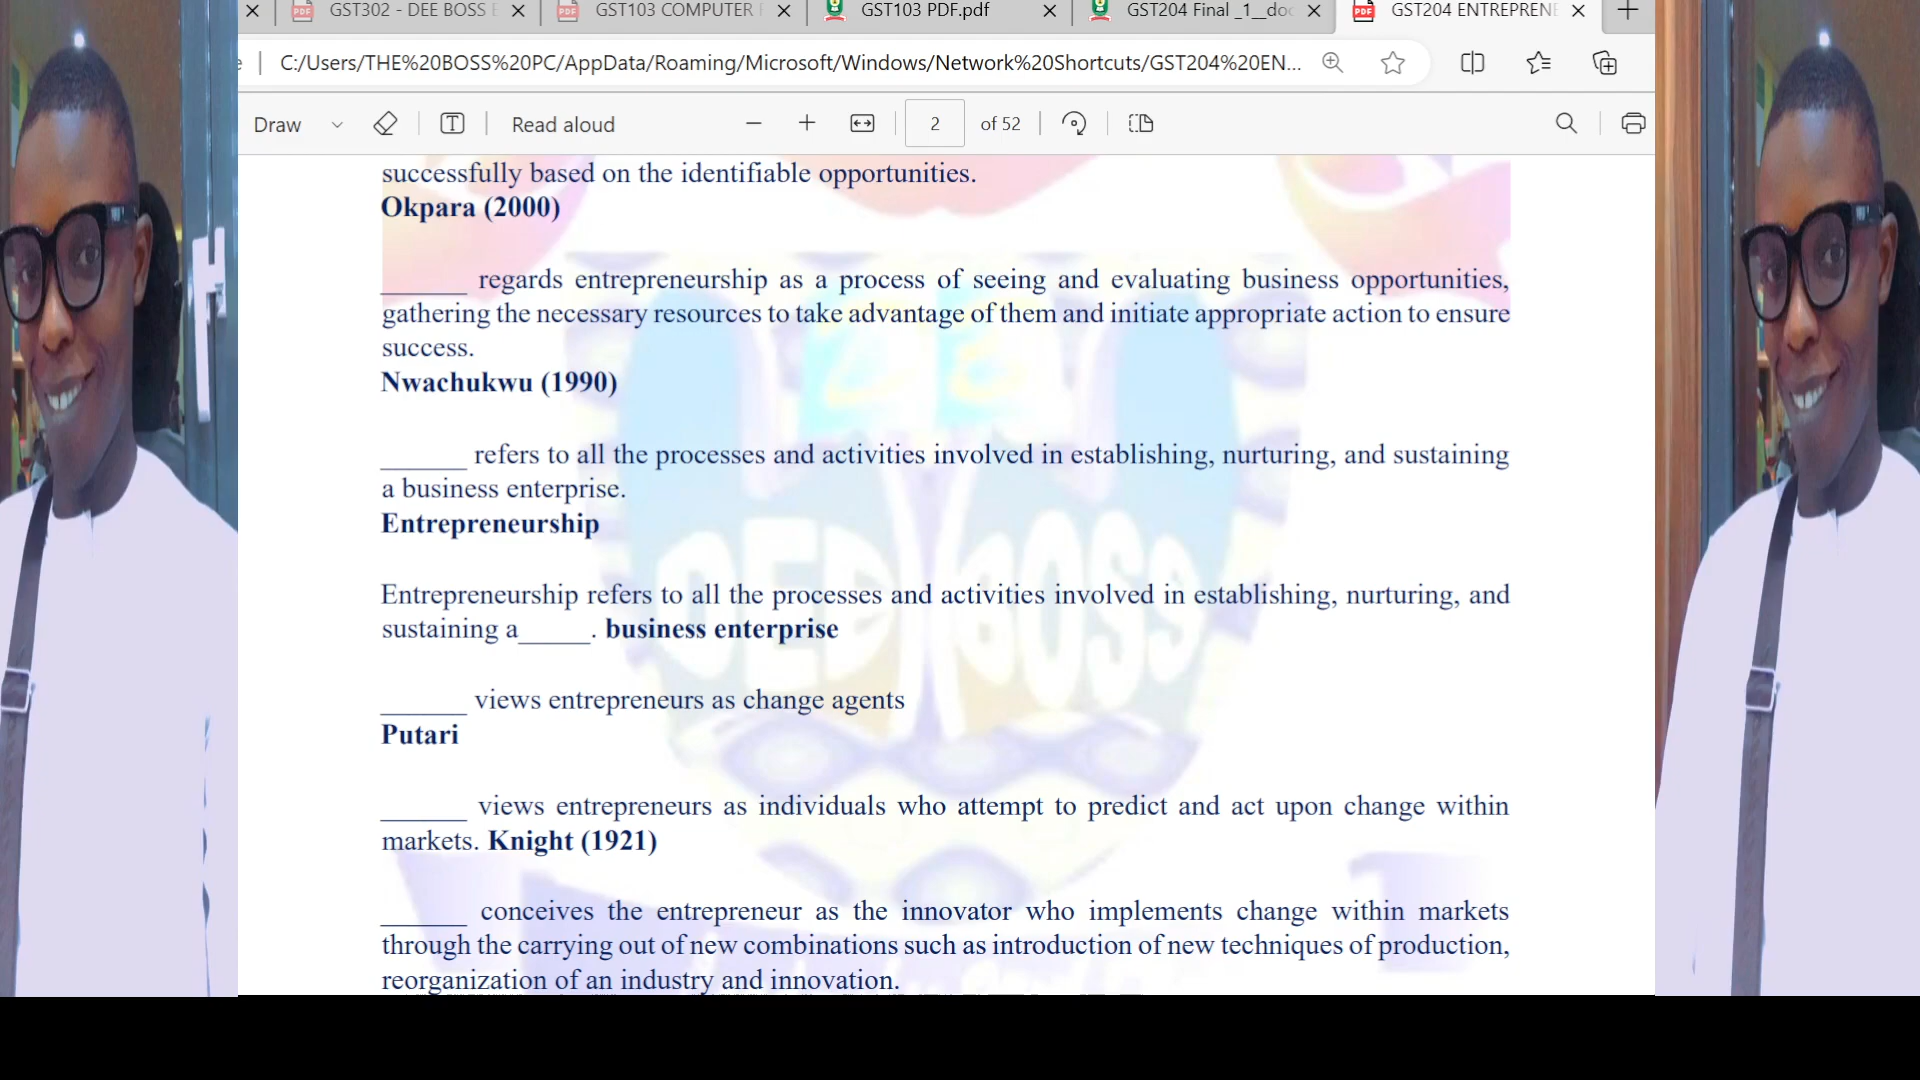 GST302 - DEE BOSS E
GST103 COMPUTER
GST103 PDF.pdf
GST204 Final _1__doc
GST204 ENTREPRENE
C:/Users/THE%20BOSS%20PC/AppData/Roaming/Microsoft/Windows/Network%20Shortcuts/GST204%20EN...
Draw
Read aloud
2 of 52
successfully based on the identifiable opportunities.
Okpara (2000)
______ regards entrepreneurship as a process of seeing and evaluating business opportunities,
gathering the necessary resources to take advantage of them and initiate appropriate action to ensure
success.
Nwachukwu (1990)
______ refers to all the processes and activities involved in establishing, nurturing, and sustaining
a business enterprise.
Entrepreneurship
Entrepreneurship refers to all the processes and activities involved in establishing, nurturing, and
sustaining a_____. business enterprise
______ views entrepreneurs as change agents
Putari
______ views entrepreneurs as individuals who attempt to predict and act upon change within
markets. Knight (1921)
______ conceives the entrepreneur as the innovator who implements change within markets
through the carrying out of new combinations such as introduction of new techniques of production,
reorganization of an industry and innovation.
DEE BOSS